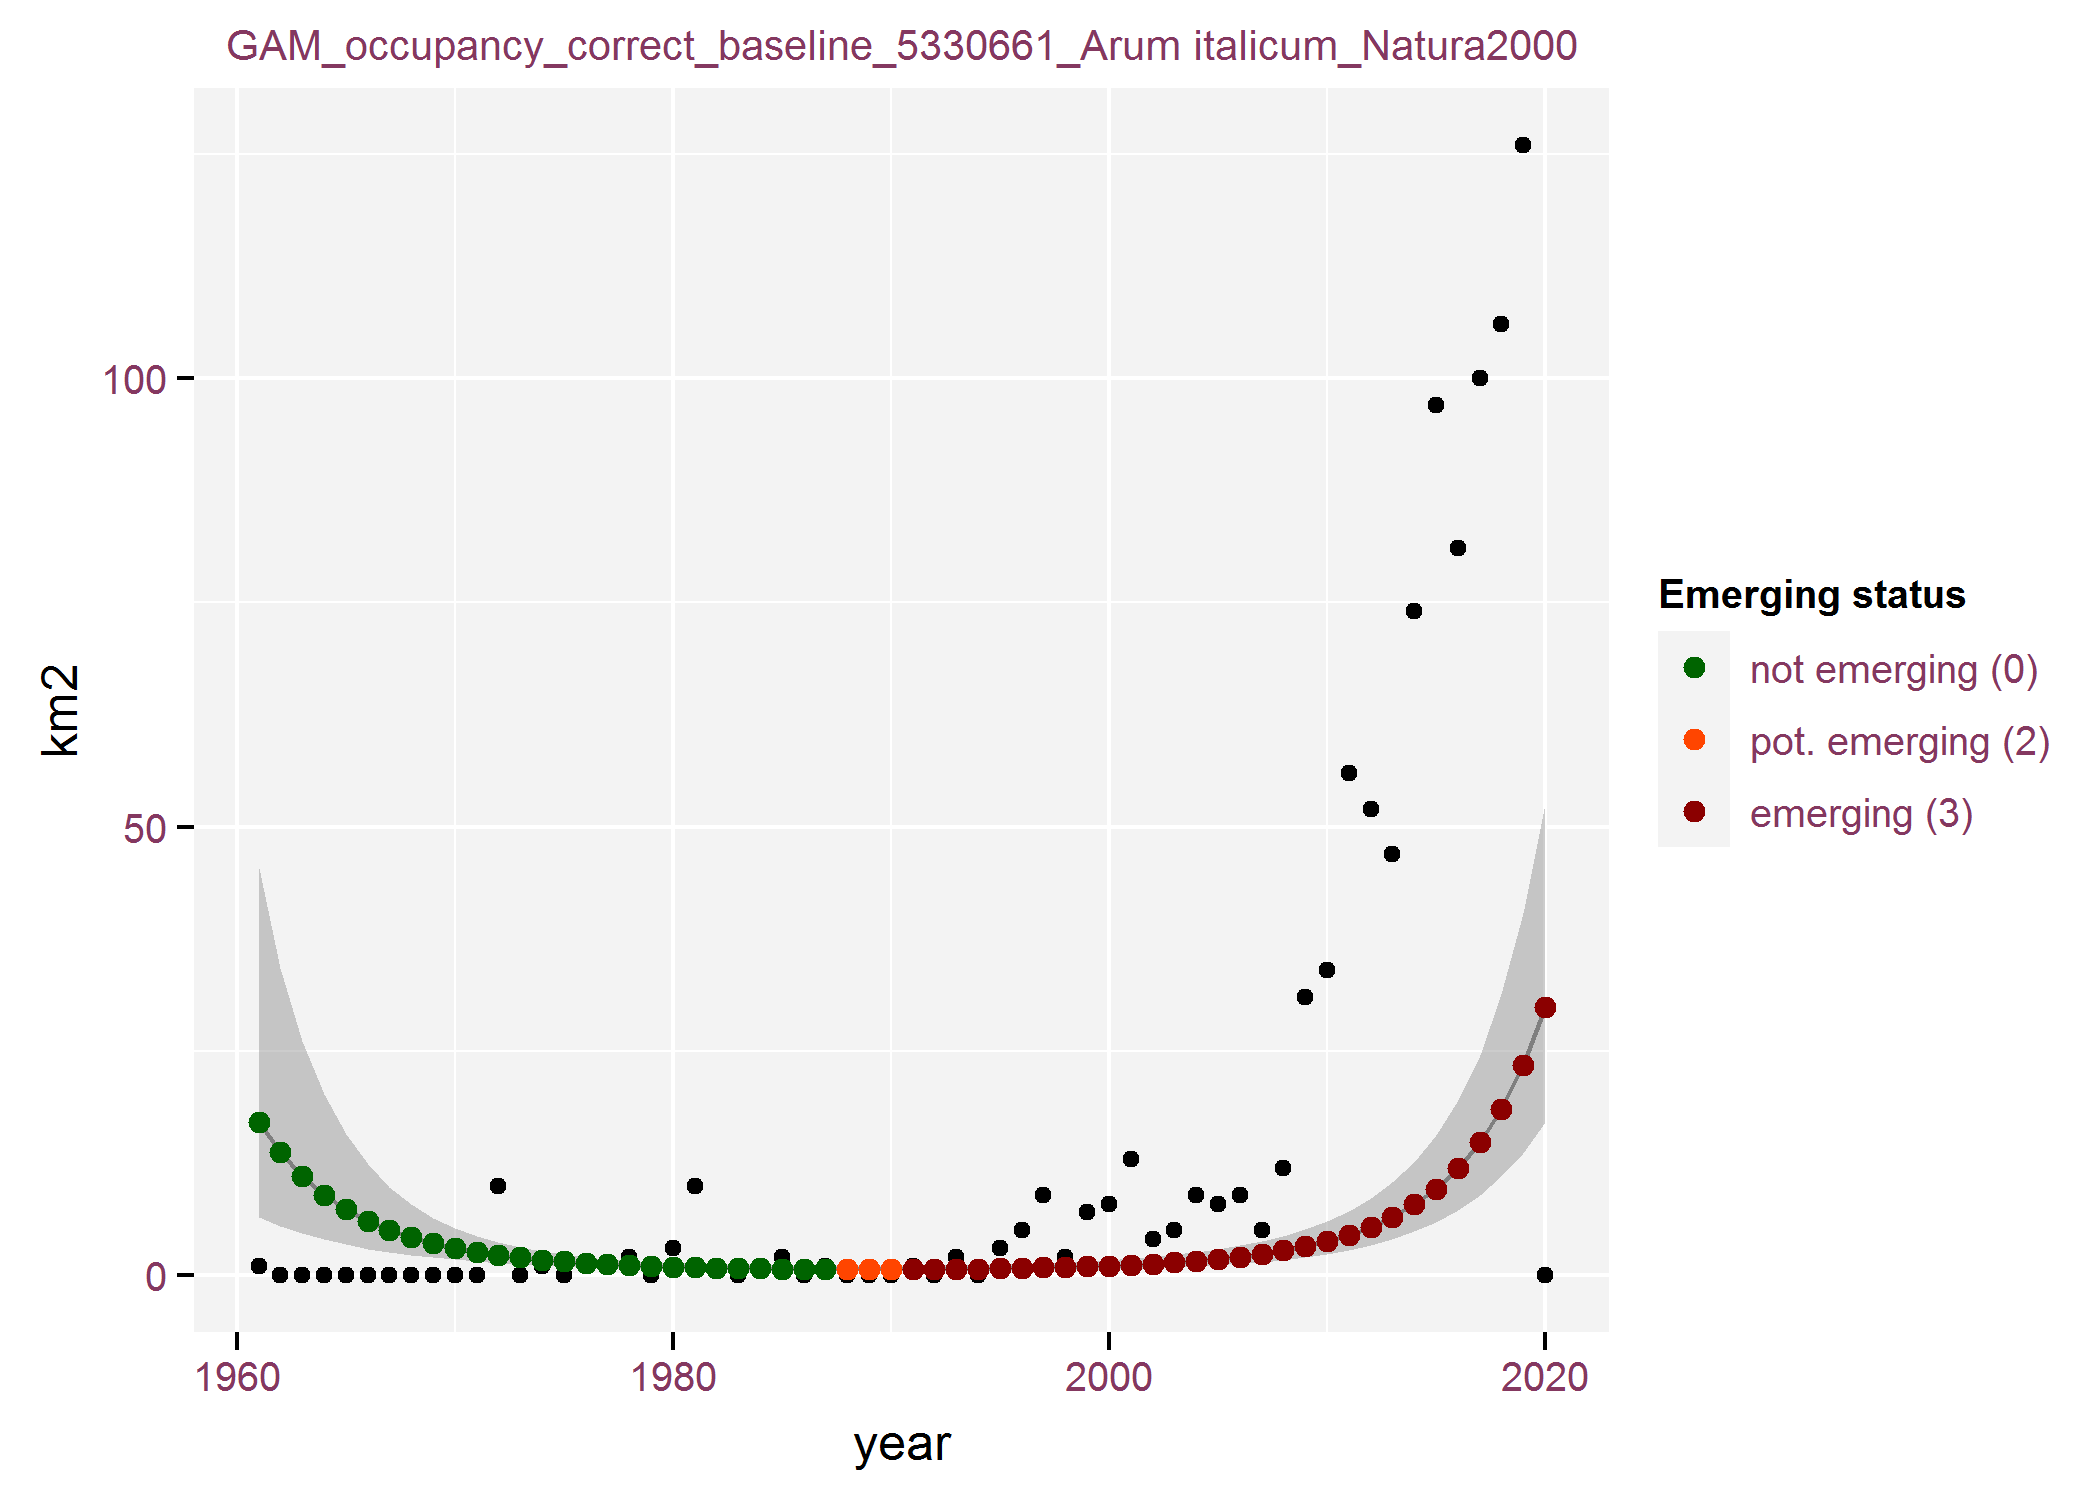 GAM_occupancy_correct_baseline_5330661_Arum italicum_Natura2000
km2
100
50
0
1960 1980 2000 2020
year
Emerging status
not emerging (0)
pot. emerging (2)
emerging (3)